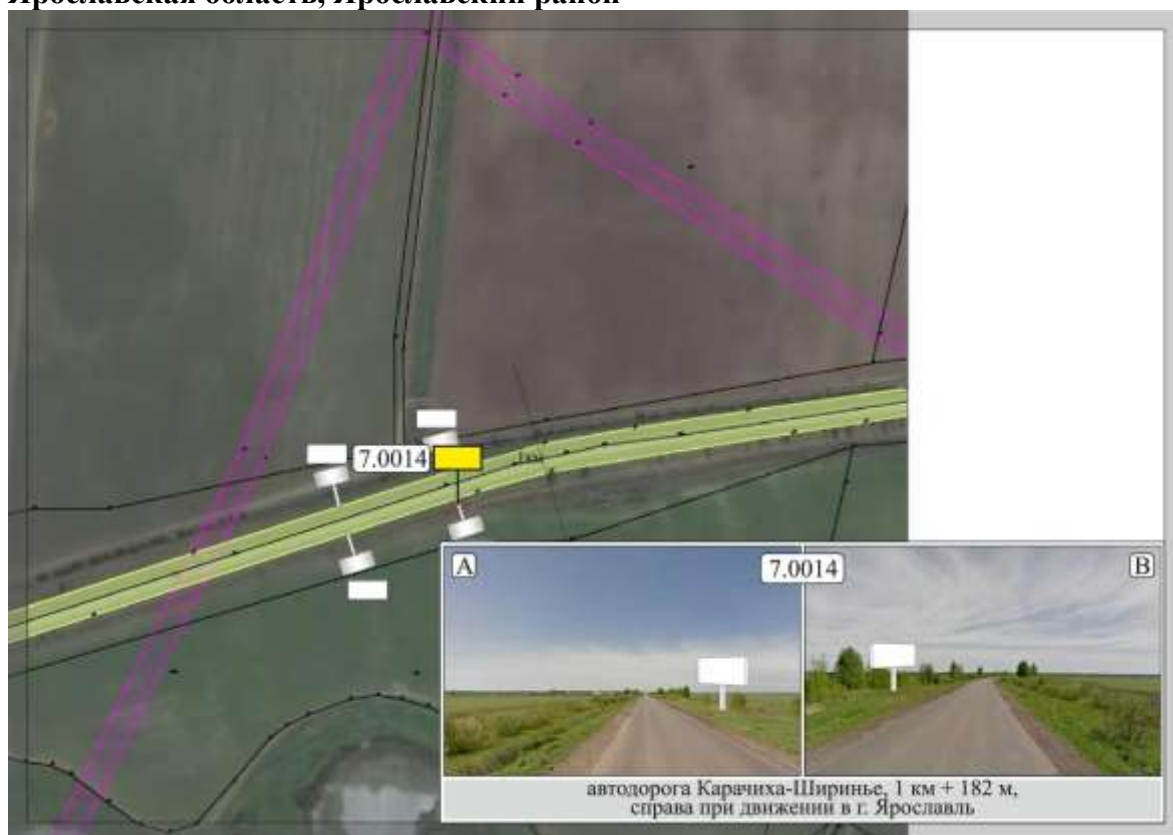 Ярославская область, Ярославский район
7.0014
A
7.0014
B
автодорога Карачиха-Ширинье, 1 км + 182 м,
справа при движении в г. Ярославль